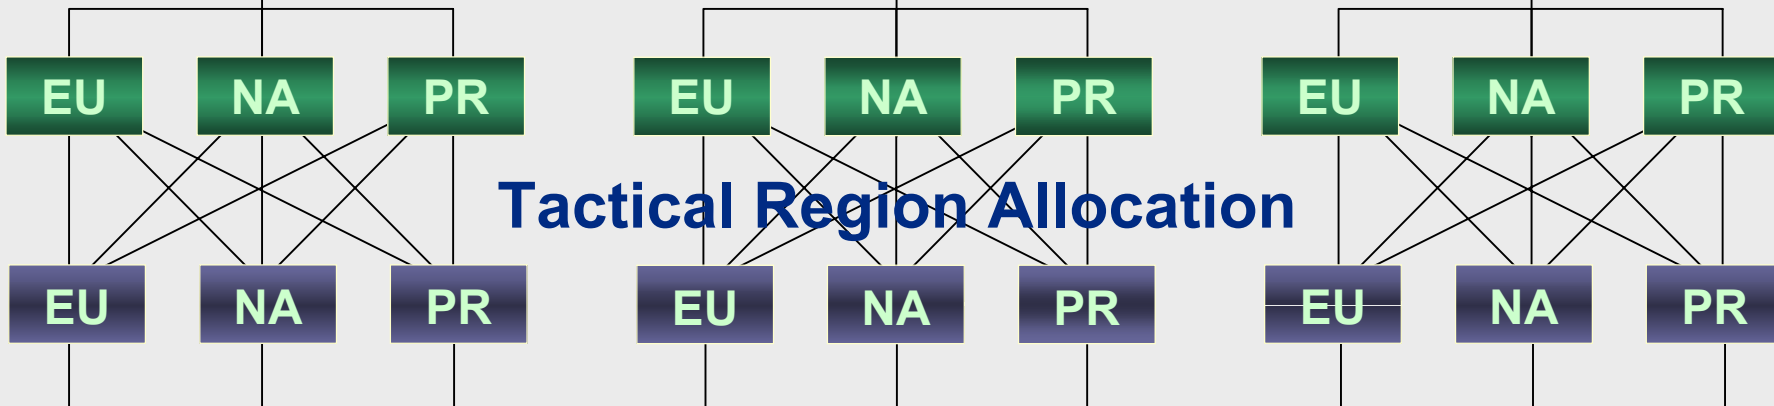 EU NA PR EU NA PR EU NA PR
Tactical Region Allocation
EU NA PR EU NA PR EU NA PR